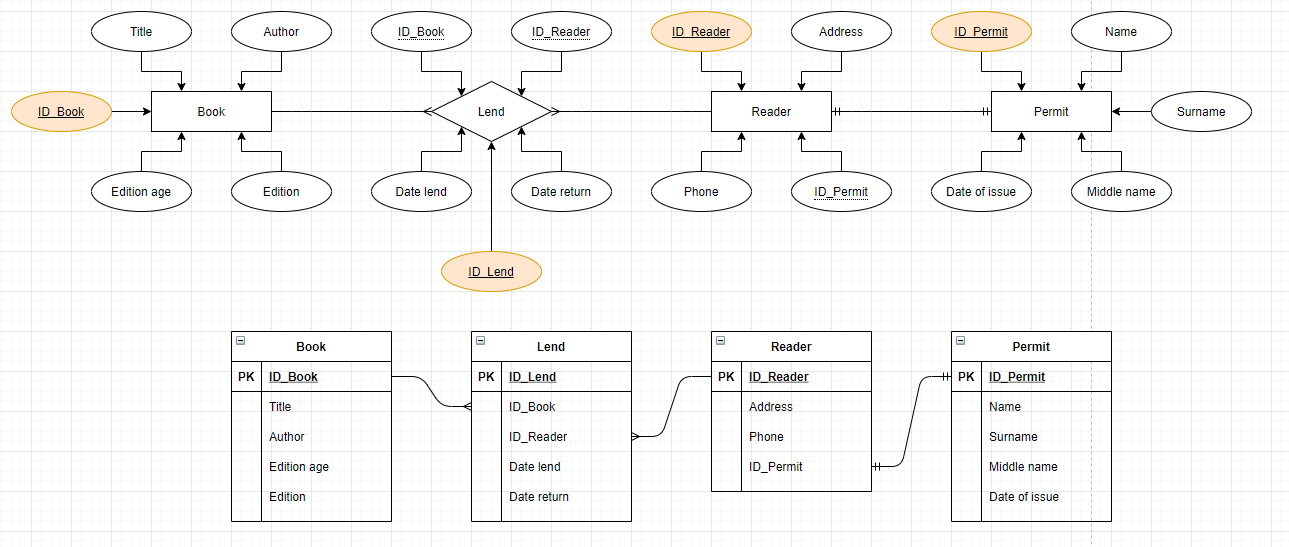 Title
Author
ID_Book
ID_Reader
ID_Reader
Address
ID_Permit
Name
ID_Book
Book
Lend
Reader
Permit
Surname
Edition age
Edition
Date lend
Date return
Phone
ID_Permit
Date of issue
Middle name
ID_Lend
Book
PK ID_Book
Title
Author
Edition age
Edition
Lend
PK ID_Lend
ID_Book
ID_Reader
Date lend
Date return
Reader
PK ID_Reader
Address
Phone
ID_Permit
Permit
PK ID_Permit
Name
Surname
Middle name
Date of issue